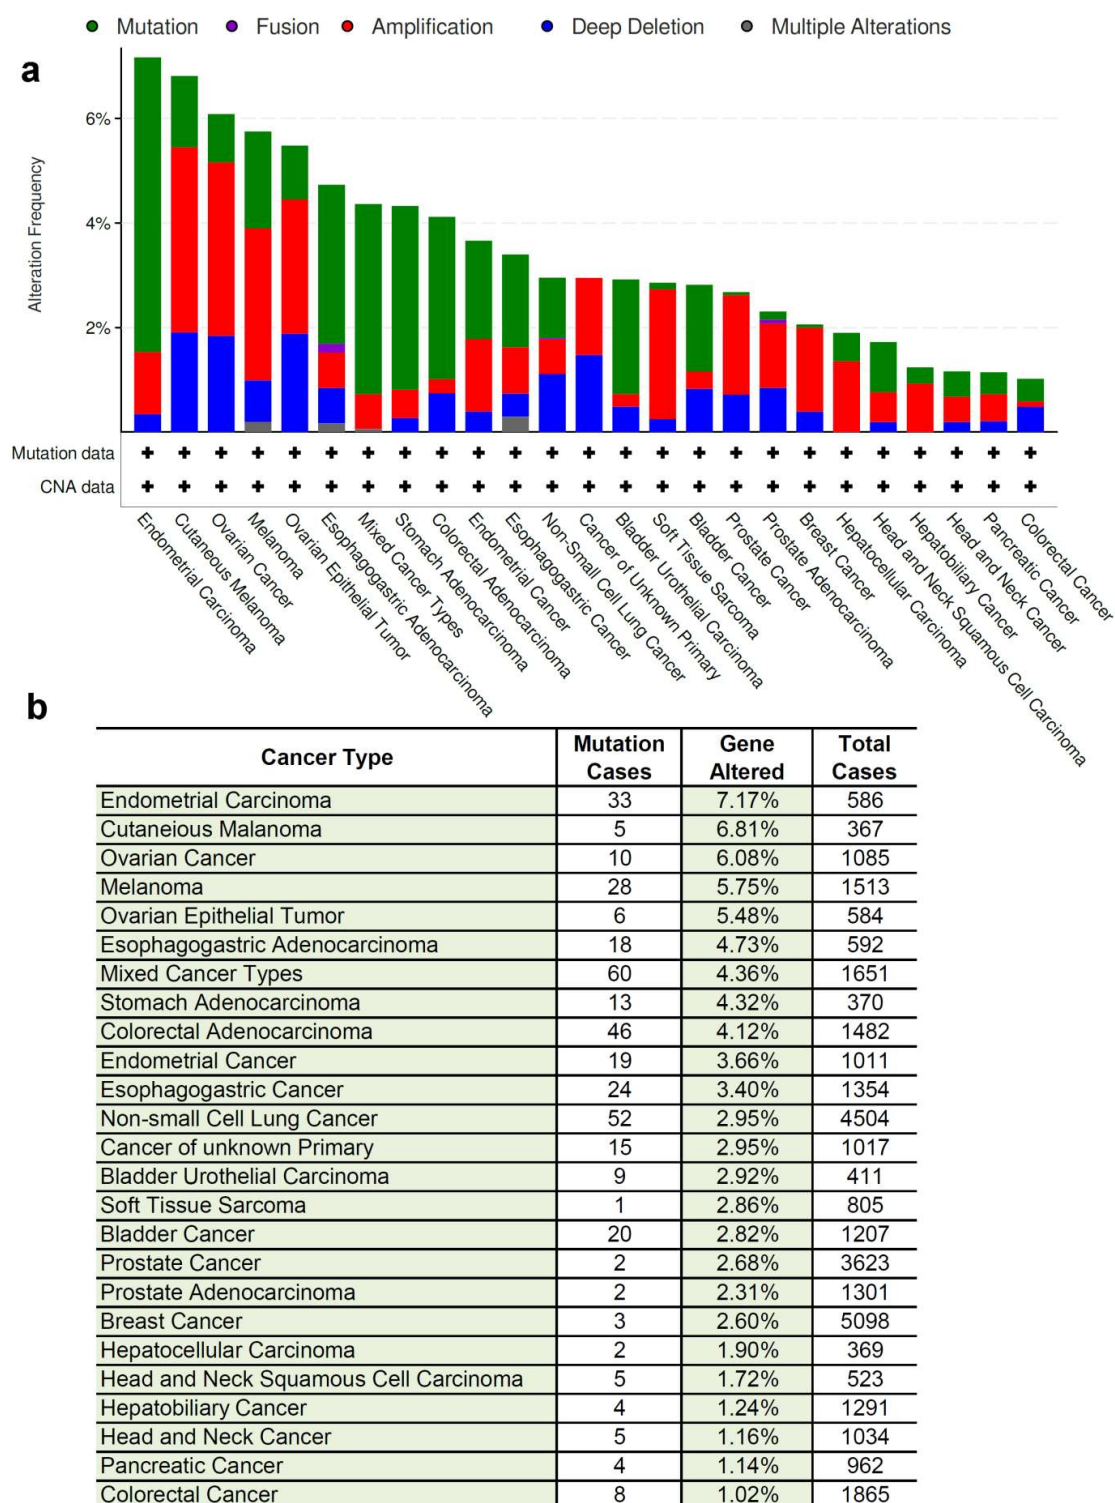 Mutation Fusion Amplification Deep Deletion Multiple Alterations
a
6%
4%
2%
Alteration Frequency
Mutation data + + + + + + + + + + + + + + + + + + + + + + + + +
CNA data + + + + + + + + + + + + + + + + + + + + + + + + +
Endometrial Carcinoma
Cutaneous Melanoma
Ovarian Cancer
Melanoma
Ovarian Epithelial Tumor
Esophagogastric Adenocarcinoma
Mixed Cancer Types
Stomach Adenocarcinoma
Colorectal Adenocarcinoma
Endometrial Cancer
Esophagogastric Cancer
Non-Small Cell Lung Cancer
Cancer of Unknown Primary
Bladder Urothelial Carcinoma
Soft Tissue Sarcoma
Bladder Cancer
Prostate Cancer
Prostate Adenocarcinoma
Breast Cancer
Hepatocellular Carcinoma
Head and Neck Squamous Cell Carcinoma
Hepatobiliary Cancer
Head and Neck Cancer
Pancreatic Cancer
Colorectal Cancer
b
Cancer Type Mutation Cases Gene Altered Total Cases
Endometrial Carcinoma 33 7.17% 586
Cutaneious Malanoma 5 6.81% 367
Ovarian Cancer 10 6.08% 1085
Melanoma 28 5.75% 1513
Ovarian Epithelial Tumor 6 5.48% 584
Esophagogastric Adenocarcinoma 18 4.73% 592
Mixed Cancer Types 60 4.36% 1651
Stomach Adenocarcinoma 13 4.32% 370
Colorectal Adenocarcinoma 46 4.12% 1482
Endometrial Cancer 19 3.66% 1011
Esophagogastric Cancer 24 3.40% 1354
Non-small Cell Lung Cancer 52 2.95% 4504
Cancer of unknown Primary 15 2.95% 1017
Bladder Urothelial Carcinoma 9 2.92% 411
Soft Tissue Sarcoma 1 2.86% 805
Bladder Cancer 20 2.82% 1207
Prostate Cancer 2 2.68% 3623
Prostate Adenocarcinoma 2 2.31% 1301
Breast Cancer 3 2.60% 5098
Hepatocellular Carcinoma 2 1.90% 369
Head and Neck Squamous Cell Carcinoma 5 1.72% 523
Hepatobiliary Cancer 4 1.24% 1291
Head and Neck Cancer 5 1.16% 1034
Pancreatic Cancer 4 1.14% 962
Colorectal Cancer 8 1.02% 1865